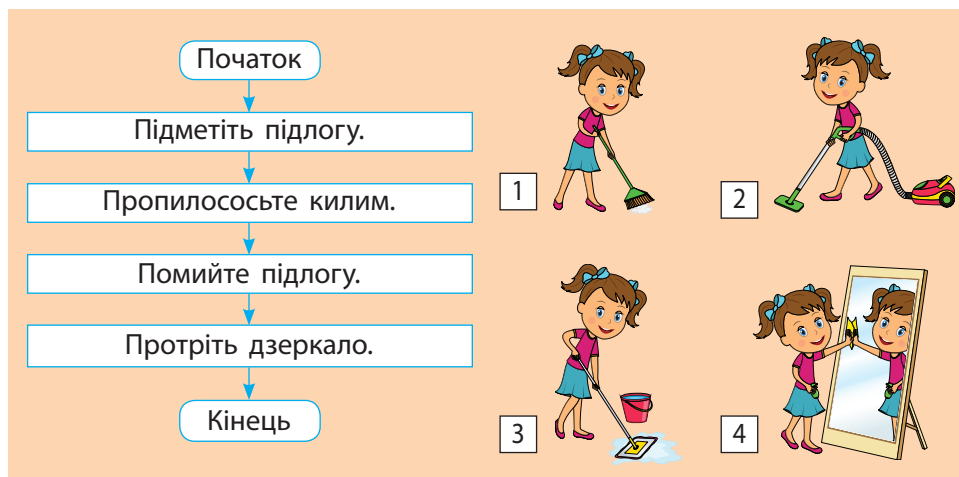 Початок
Підметіть підлогу.
Пропилососьте килим.
Помийте підлогу.
Протріть дзеркало.
Кінець
1
2
3
4